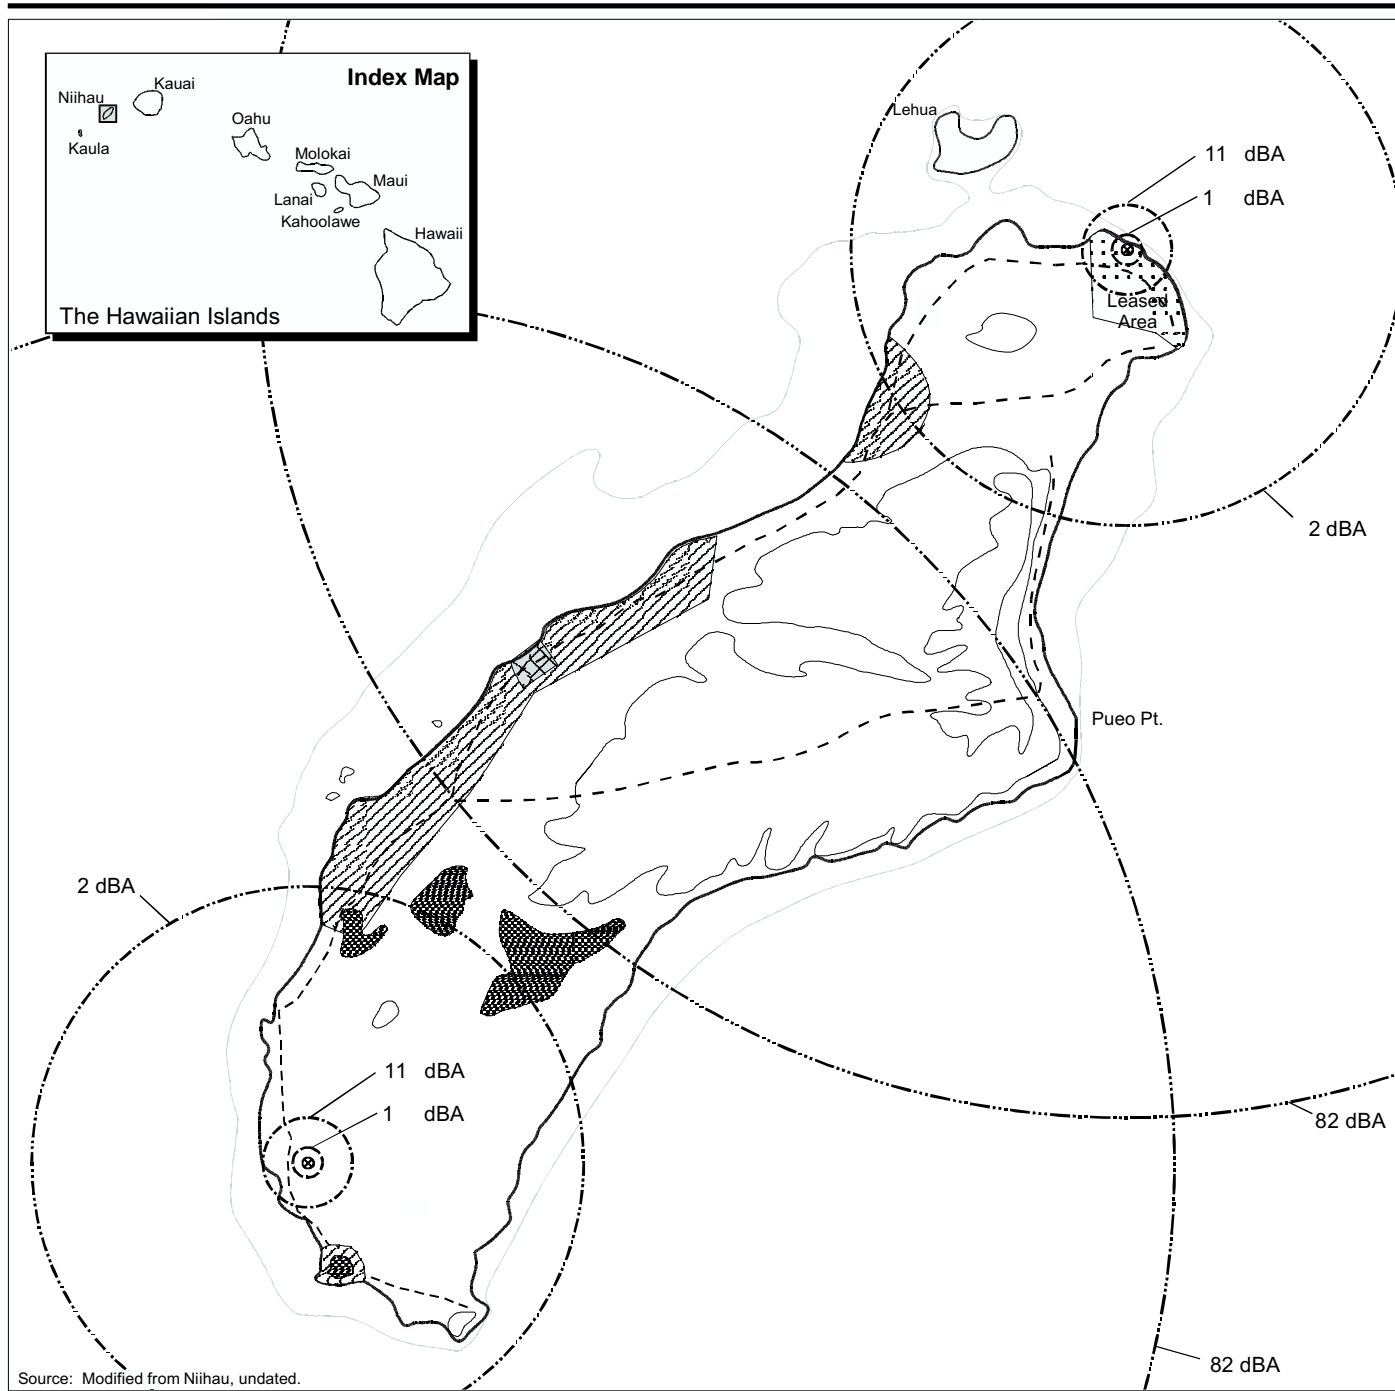 Index Map
Niihau
Kauai
Kaula
Oahu
Molokai
Lanai
Maui
Kahoolawe
Hawaii
The Hawaiian Islands
Lehua
11 dBA
1 dBA
Leased
Area
2 dBA
Pueo Pt.
2 dBA
11 dBA
1 dBA
82 dBA
82 dBA
Source: Modified from Niihau, undated.